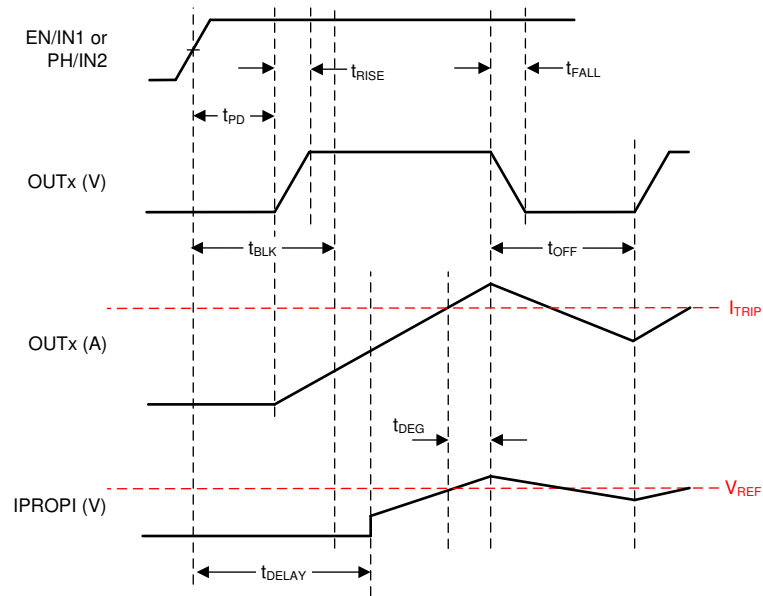 EN/IN1 or
PH/IN2
tRISE
tFALL
tPD
OUTx (V)
tBLK
tOFF
ITRIP
OUTx (A)
tDEG
VREF
IPROPI (V)
tDELAY